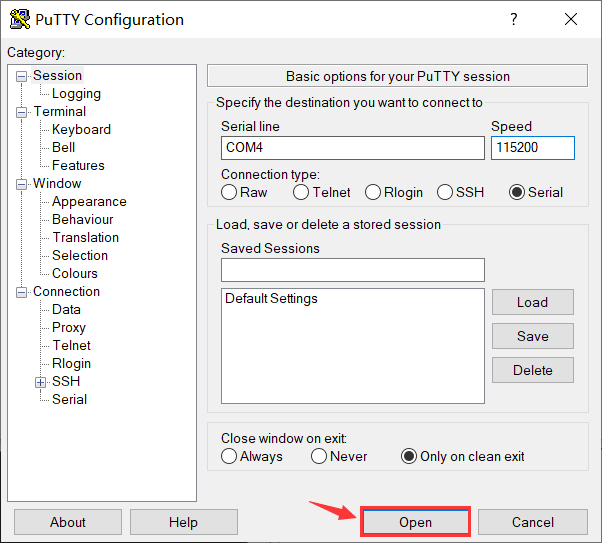 PuTTY Configuration
?
Category:
Session
Logging
Terminal
Keyboard
Bell
Features
Window
Appearance
Behaviour
Translation
Selection
Colours
Connection
Data
Proxy
Telnet
Rlogin
SSH
Serial
Basic options for your PuTTY session
Specify the destination you want to connect to
Serial line Speed
COM4 115200
Connection type:
Raw Telnet Rlogin SSH Serial
Load, save or delete a stored session
Saved Sessions
Default Settings
Load
Save
Delete
Close window on exit:
Always Never Only on clean exit
About Help Open Cancel